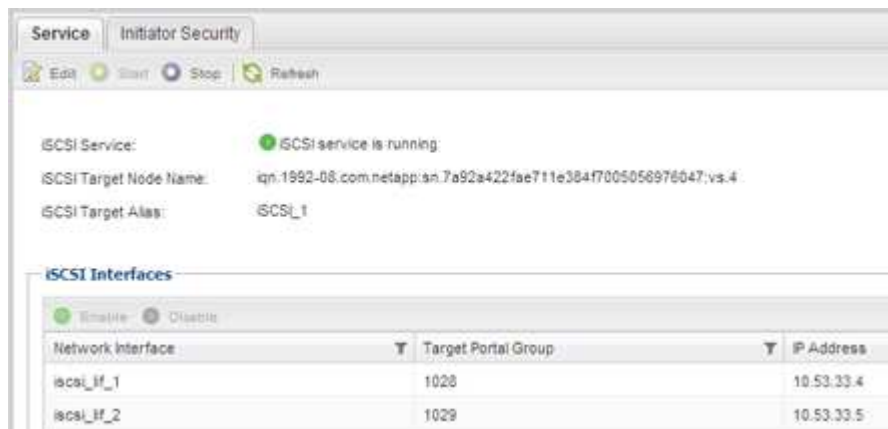 Service Initiator Security
Edit Start Stop Refresh
iSCSI Service: iSCSI service is running
iSCSI Target Node Name: iqn.1992-08.com.netapp:sn.7a92a422fae711e384f7005056976047:vs.4
iSCSI Target Alias: iSCSI_1
iSCSI Interfaces
Enable Disable
Network Interface Target Portal Group IP Address
iscsi_lif_1 1028 10.53.33.4
iscsi_lif_2 1029 10.53.33.5